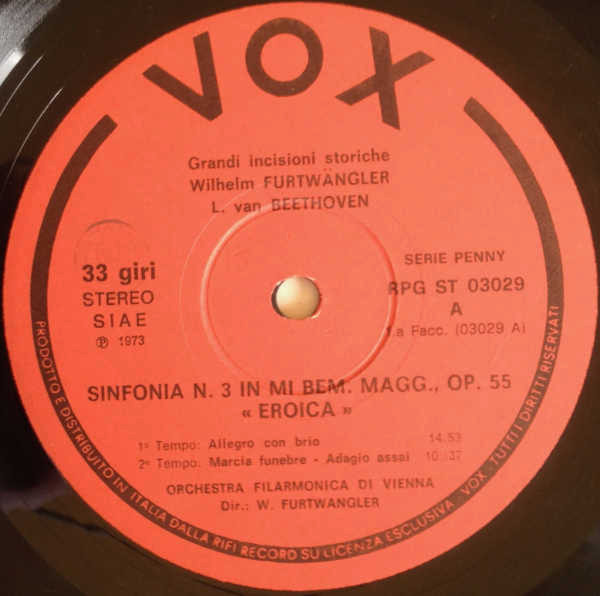 VOX
Grandi incisioni storiche
Wilhelm FURTWÄNGLER
L. van BEETHOVEN
33 giri
STEREO
SIAE
Ⓟ 1973
SERIE PENNY
RPG ST 03029
A
1.a Facc. (03029 A)
SINFONIA N. 3 IN MI BEM. MAGG., OP. 55
« EROICA »
1º Tempo: Allegro con brio 14.53
2º Tempo: Marcia funebre - Adagio assai 10:37
ORCHESTRA FILARMONICA DI VIENNA
Dir.: W. FURTWANGLER
PRODOTTO E DISTRIBUITO IN ITALIA DALLA RIFI RECORD SU LICENZA ESCLUSIVA - VOX - TUTTI I DIRITTI RISERVATI